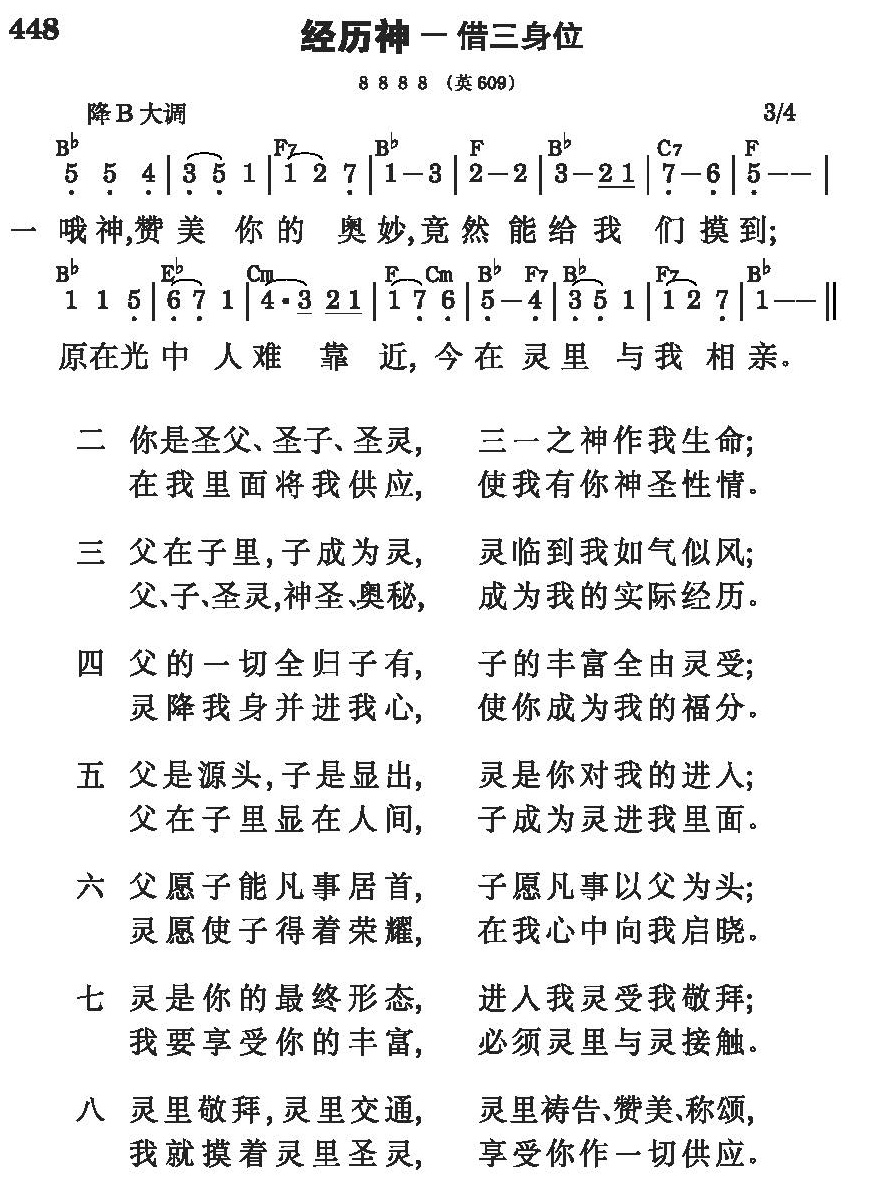 448
经历神 — 借三身位
8 8 8 8 （英 609）
降 B 大调 3/4
B♭ F7 B♭ F B♭ C7 F
5 5 4 | 3 5 1 | 1 2 7 | 1 — 3 | 2 — 2 | 3 — 2 1 | 7 — 6 | 5 — — |
一 哦神,赞美 你的 奥妙,竟然 能给我 们摸到;
B♭ E♭ Cm F Cm B♭ F7 B♭ F7 B♭
1 1 5 | 6 7 1 | 4 · 3 2 1 | 1 7 6 | 5 — 4 | 3 5 1 | 1 2 7 | 1 — — ‖
原在光中 人难 靠 近, 今在 灵里 与我 相亲。
二 你是圣父、圣子、圣灵, 三一之神作我生命;
在我里面将我供应, 使我有你神圣性情。
三 父在子里,子成为灵, 灵临到我如气似风;
父、子、圣灵,神圣、奥秘, 成为我的实际经历。
四 父的一切全归子有, 子的丰富全由灵受;
灵降我身并进我心, 使你成为我的福分。
五 父是源头,子是显出, 灵是你对我的进入;
父在子里显在人间, 子成为灵进我里面。
六 父愿子能凡事居首, 子愿凡事以父为头;
灵愿使子得着荣耀, 在我心中向我启晓。
七 灵是你的最终形态, 进入我灵受我敬拜;
我要享受你的丰富, 必须灵里与灵接触。
八 灵里敬拜,灵里交通, 灵里祷告、赞美、称颂,
我就摸着灵里圣灵, 享受你作一切供应。